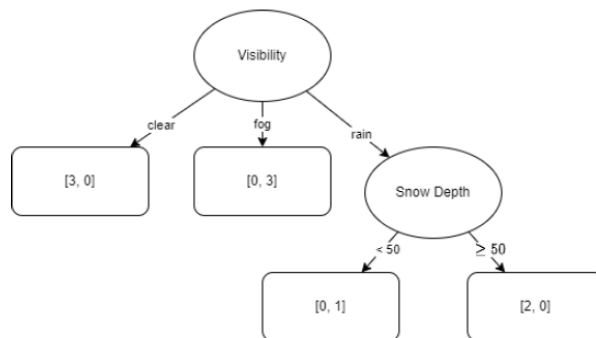 Visibility
clear
fog
rain
[3, 0]
[0, 3]
Snow Depth
< 50
≥ 50
[0, 1]
[2, 0]